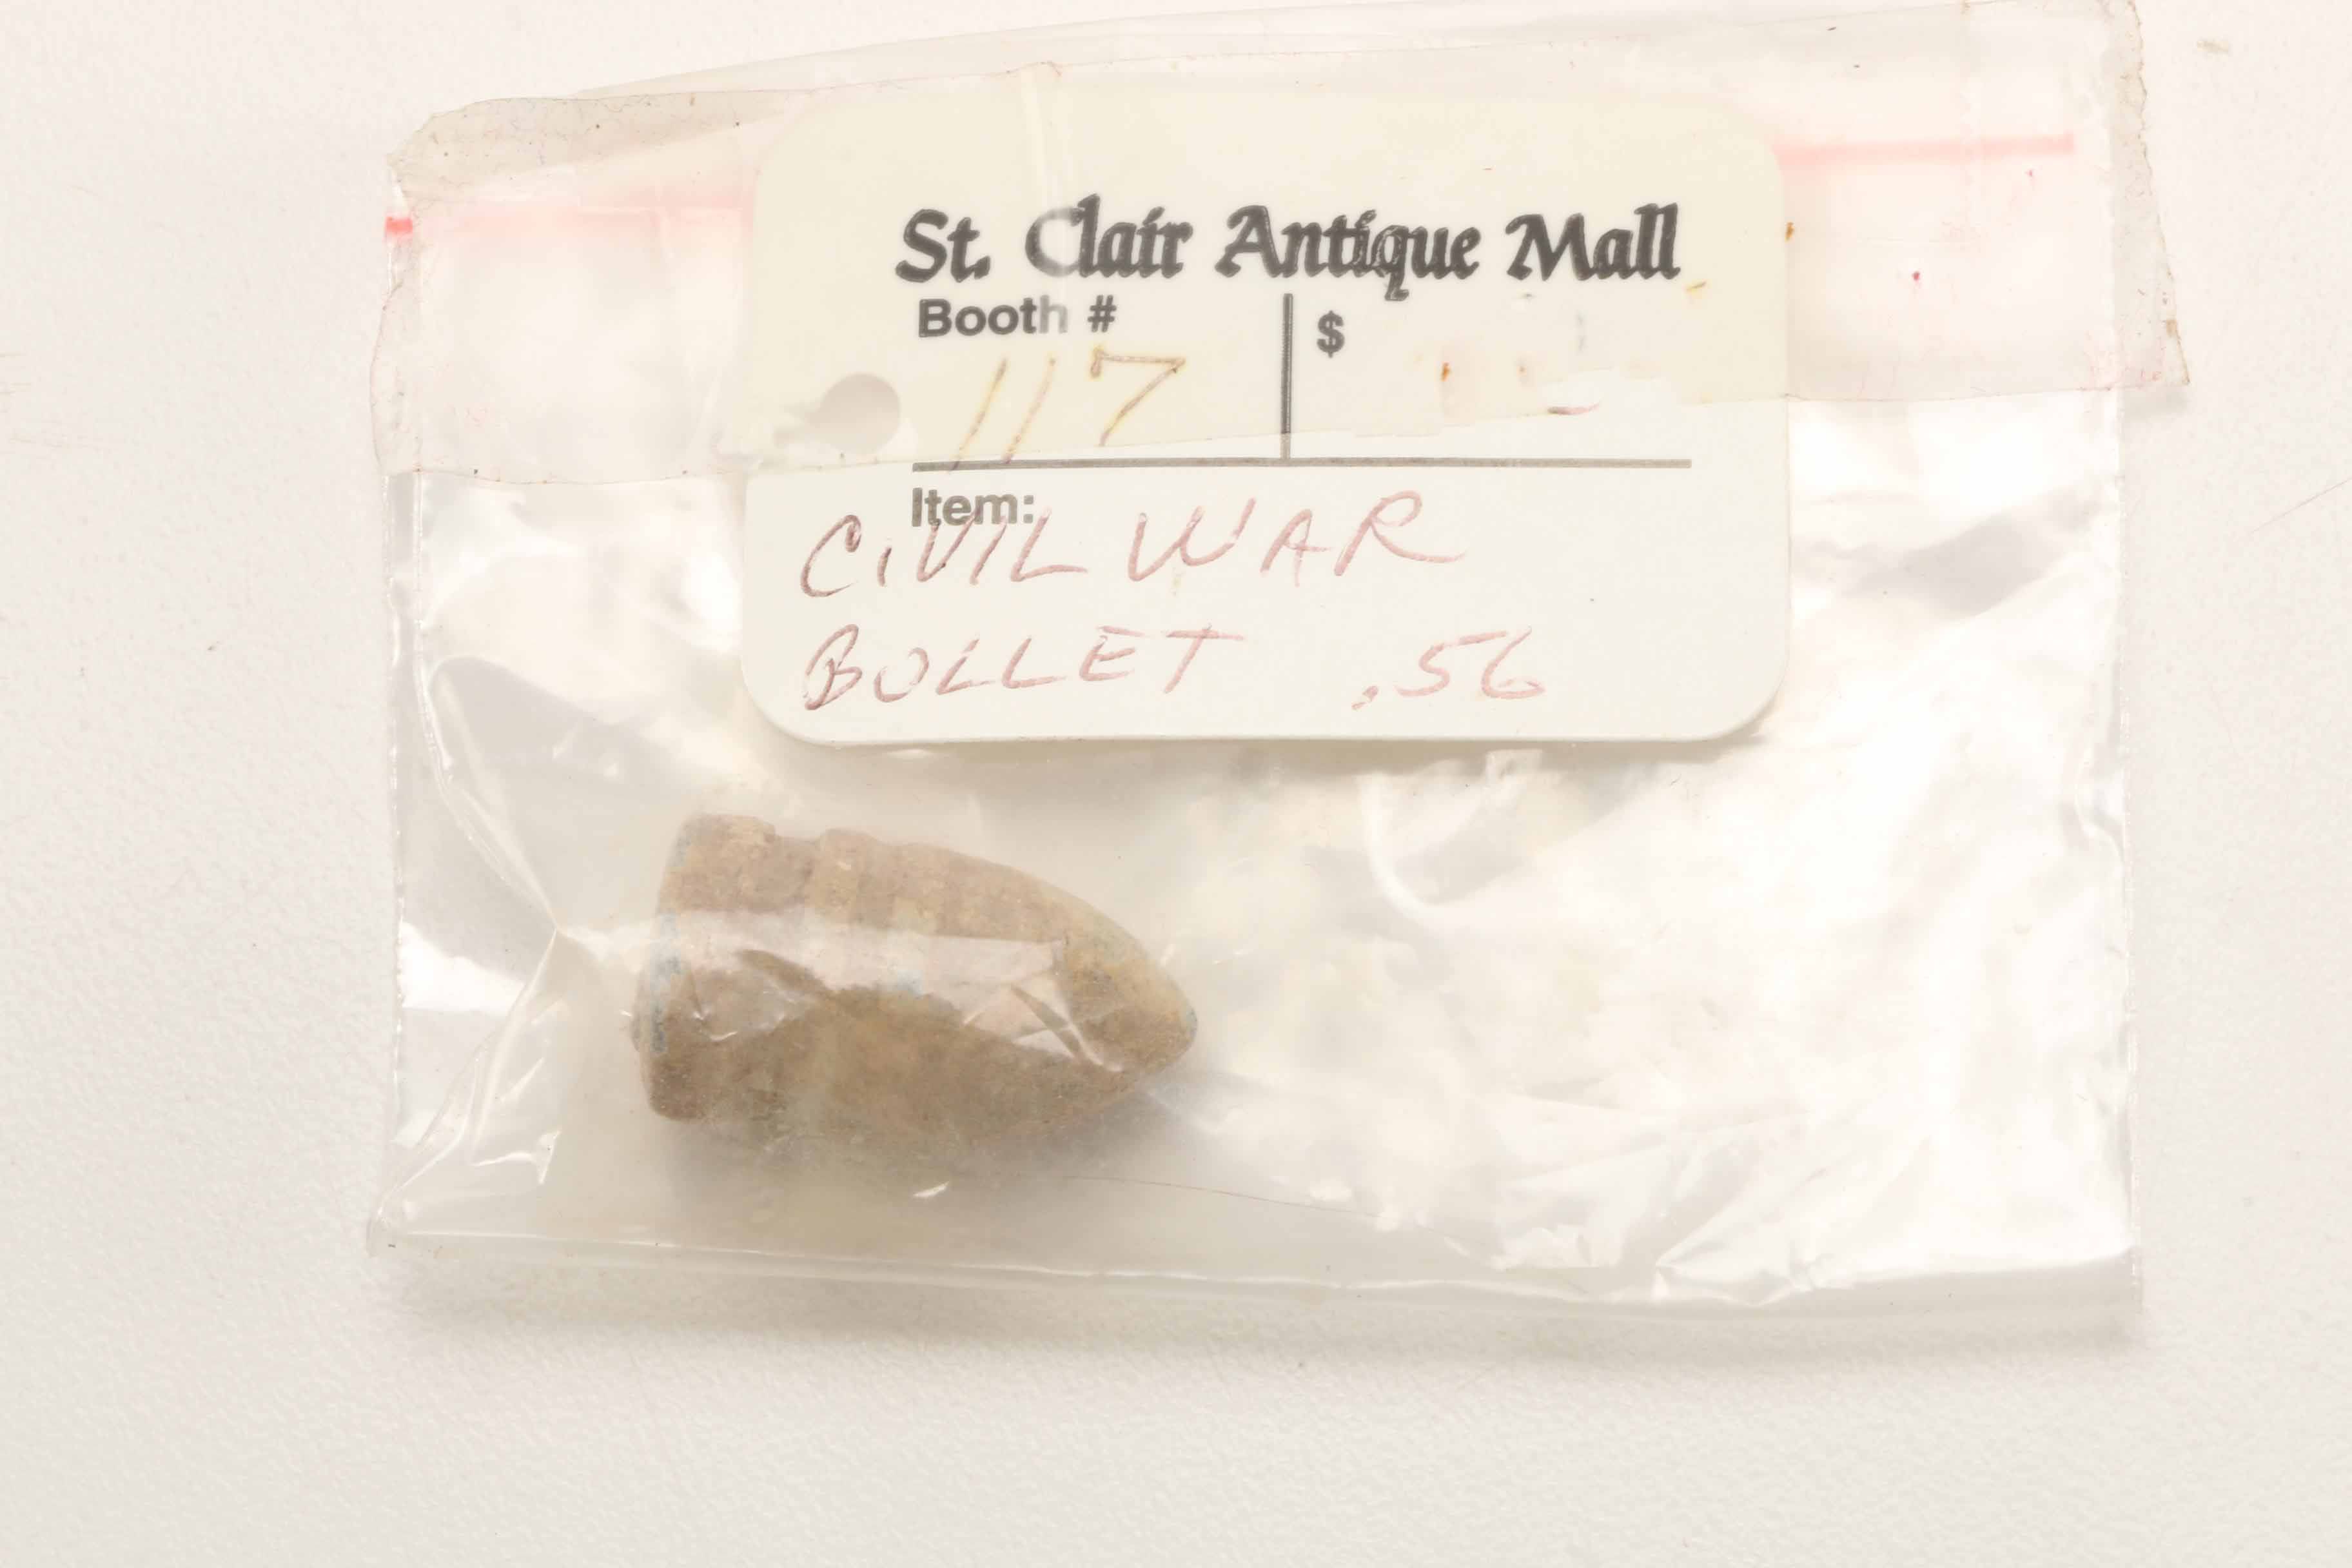 St. Clair Antique Mall
Booth # $
117
Item:
CIVIL WAR
BULLET .56